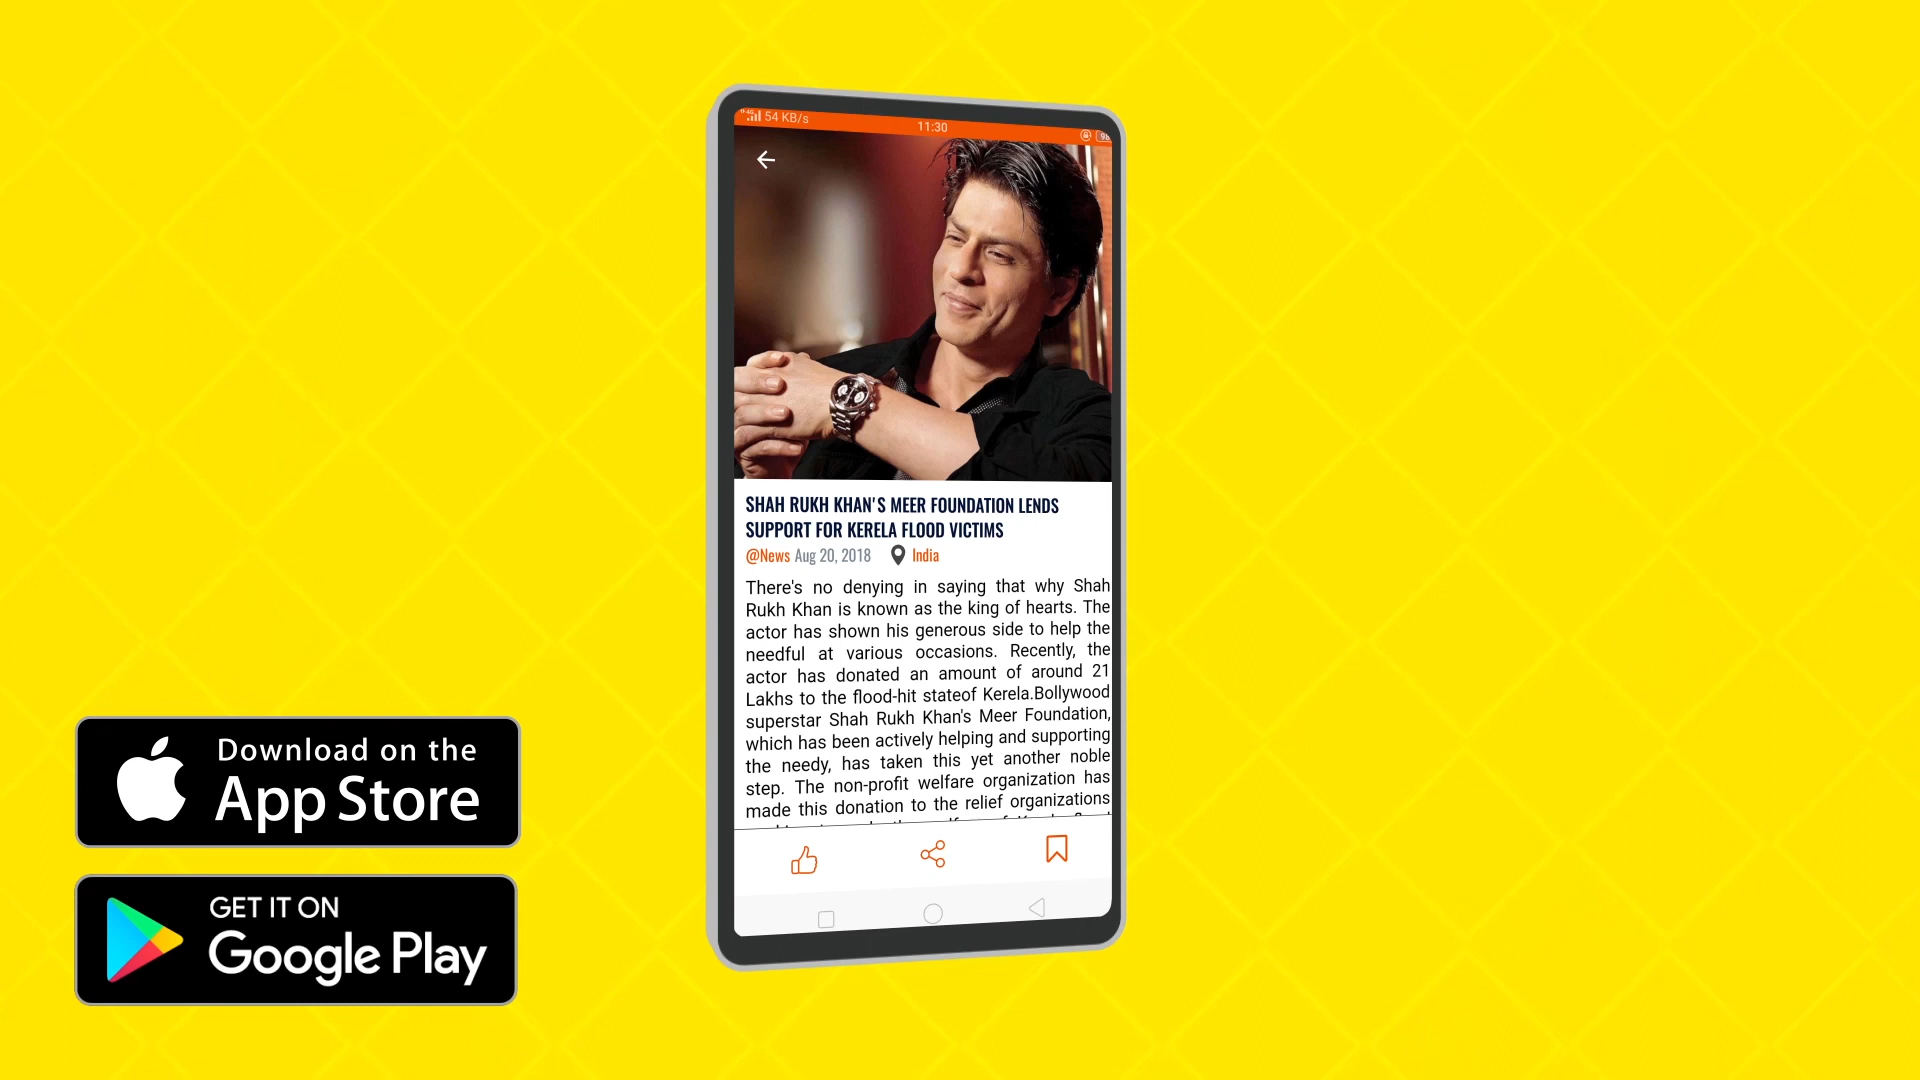 54 KB/s
11:30
SHAH RUKH KHAN'S MEER FOUNDATION LENDS
SUPPORT FOR KERELA FLOOD VICTIMS
@News Aug 20, 2018 India
There's no denying in saying that why Shah
Rukh Khan is known as the king of hearts. The
actor has shown his generous side to help the
needful at various occasions. Recently, the
actor has donated an amount of around 21
Lakhs to the flood-hit stateof Kerela.Bollywood
superstar Shah Rukh Khan's Meer Foundation,
which has been actively helping and supporting
the needy, has taken this yet another noble
step. The non-profit welfare organization has
made this donation to the relief organizations
Download on the
App Store
GET IT ON
Google Play